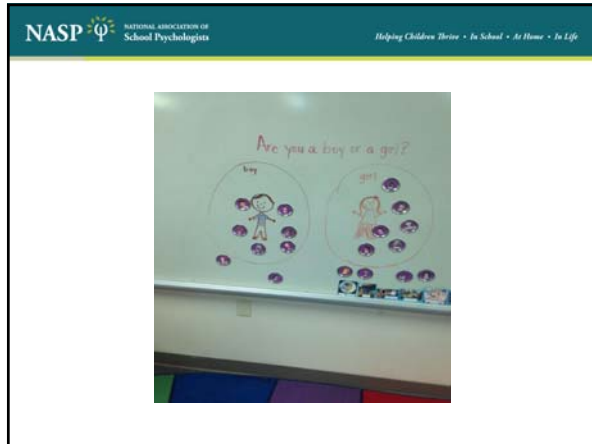 NASP
NATIONAL ASSOCIATION OF
School Psychologists
Helping Children Thrive • In School • At Home • In Life
Are you a boy or a girl?
boy
girl